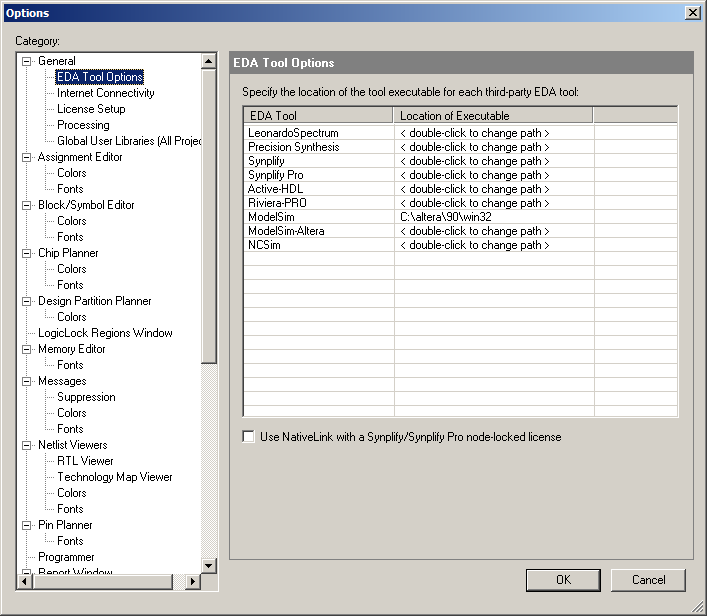 Options
Category:
General
EDA Tool Options
Internet Connectivity
License Setup
Processing
Global User Libraries (All Projec
Assignment Editor
Colors
Fonts
Block/Symbol Editor
Colors
Fonts
Chip Planner
Colors
Fonts
Design Partition Planner
Colors
LogicLock Regions Window
Memory Editor
Fonts
Messages
Suppression
Colors
Fonts
Netlist Viewers
RTL Viewer
Technology Map Viewer
Colors
Fonts
Pin Planner
Fonts
Programmer
Report Window
EDA Tool Options
Specify the location of the tool executable for each third-party EDA tool:
EDA Tool Location of Executable
LeonardoSpectrum < double-click to change path >
Precision Synthesis < double-click to change path >
Synplify < double-click to change path >
Synplify Pro < double-click to change path >
Active-HDL < double-click to change path >
Riviera-PRO < double-click to change path >
ModelSim C:\altera\90\win32
ModelSim-Altera < double-click to change path >
NCSim < double-click to change path >
Use NativeLink with a Synplify/Synplify Pro node-locked license
OK Cancel